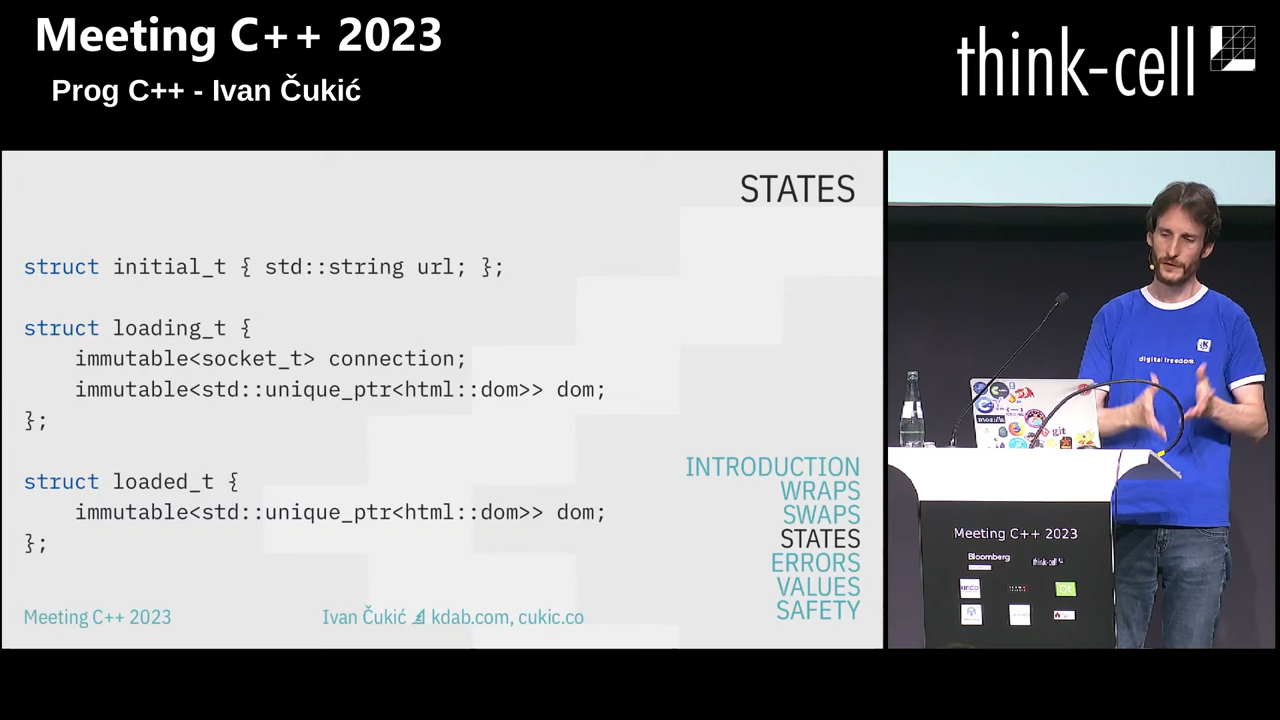 Meeting C++ 2023
Prog C++ - Ivan Čukić
think-cell
STATES
struct initial_t { std::string url; };
struct loading_t {
immutable<socket_t> connection;
immutable<std::unique_ptr<html::dom>> dom;
};
struct loaded_t {
immutable<std::unique_ptr<html::dom>> dom;
};
INTRODUCTION
WRAPS
SWAPS
STATES
ERRORS
VALUES
SAFETY
Meeting C++ 2023
Ivan Čukić
kdab.com, cukic.co
digital freedom.
git
Meeting C++ 2023
Bloomberg
think-cell